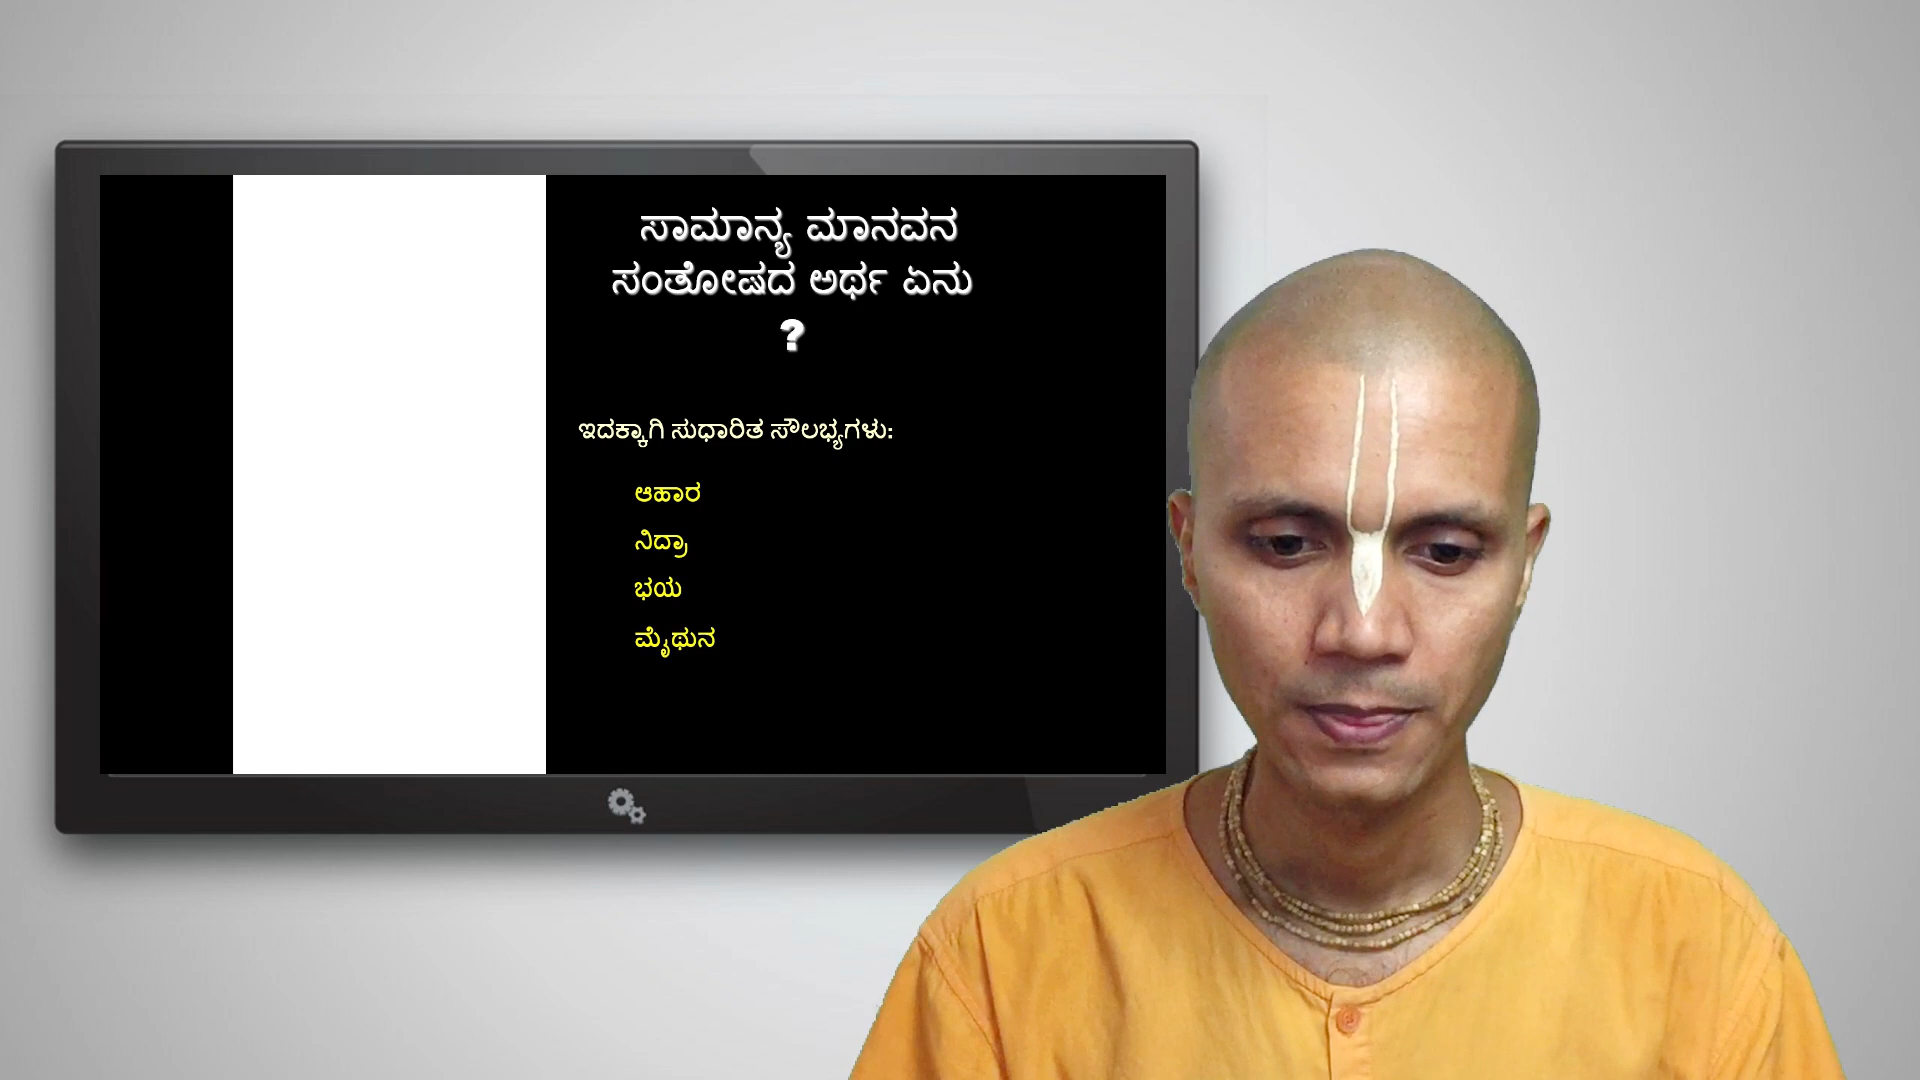 ಸಾಮಾನ್ಯ ಮಾನವನ
ಸಂತೋಷದ ಅರ್ಥ ಏನು
?
ಇದಕ್ಕಾಗಿ ಸುಧಾರಿತ ಸೌಲಭ್ಯಗಳು:
ಆಹಾರ
ನಿದ್ರಾ
ಭಯ
ಮೈಥುನ